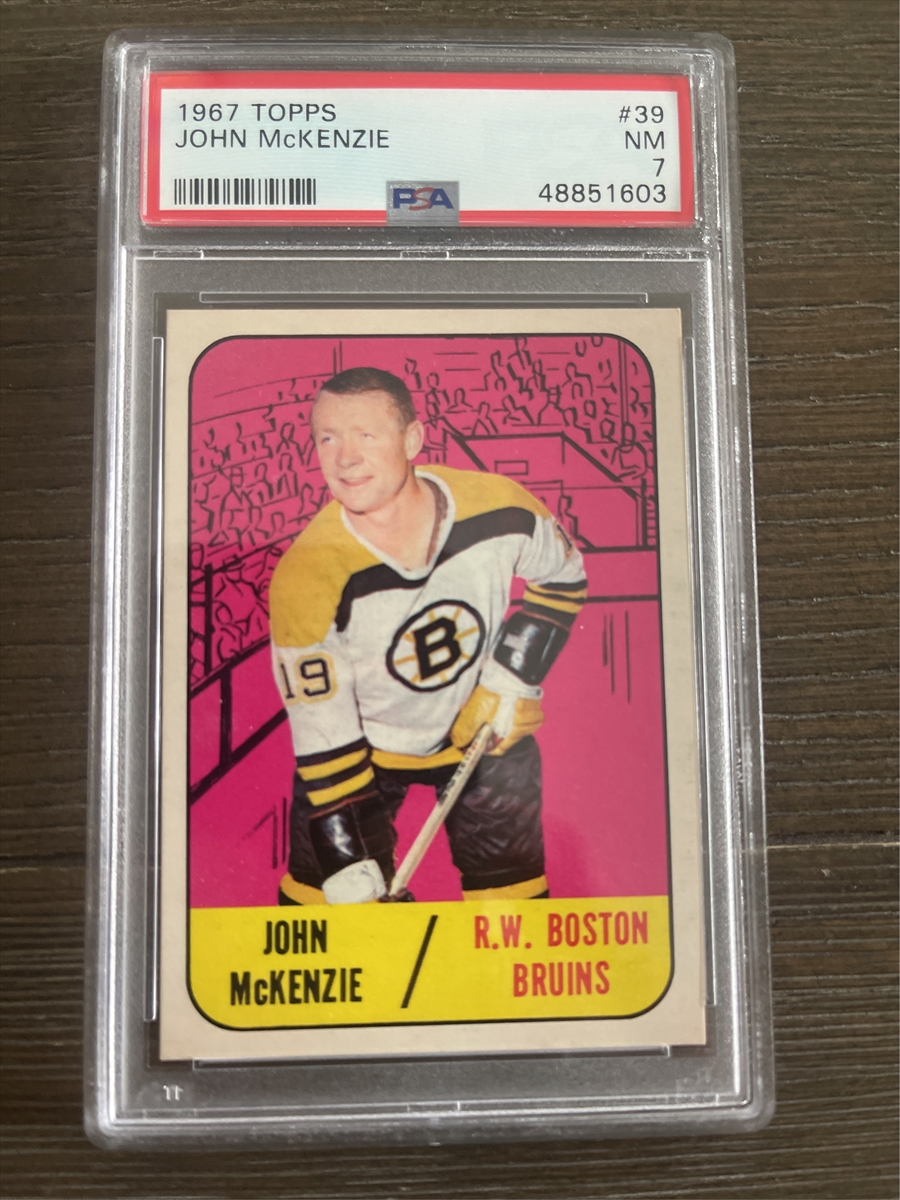 1967 TOPPS #39
JOHN McKENZIE NM
7
PSA 48851603
19
B
JOHN McKENZIE / R.W. BOSTON BRUINS